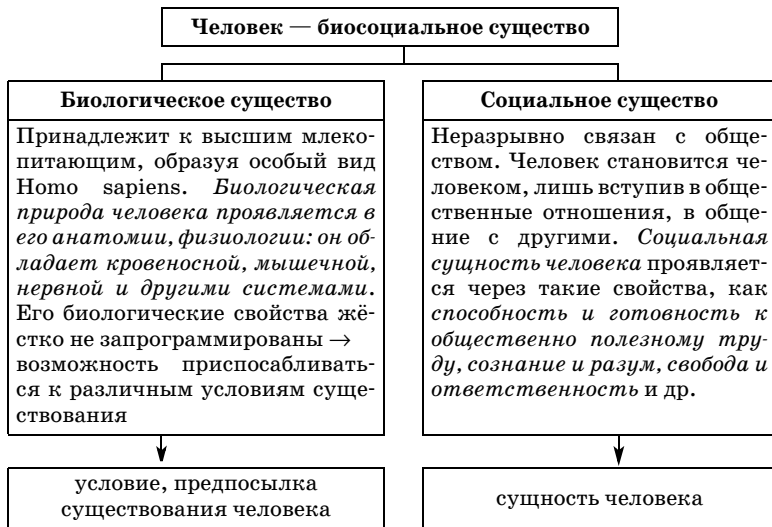 Человек — биосоциальное существо
Биологическое существо
Принадлежит к высшим млеко-
питающим, образуя особый вид
Homo sapiens. Биологическая
природа человека проявляется в
его анатомии, физиологии: он об-
ладает кровеносной, мышечной,
нервной и другими системами.
Его биологические свойства жё-
стко не запрограммированы →
возможность приспосабливать-
ся к различным условиям суще-
ствования
условие, предпосылка
существования человека
Социальное существо
Неразрывно связан с обще-
ством. Человек становится че-
ловеком, лишь вступив в обще-
ственные отношения, в обще-
ние с другими. Социальная
сущность человека проявляет-
ся через такие свойства, как
способность и готовность к
общественно полезному тру-
ду, сознание и разум, свобода и
ответственность и др.
сущность человека